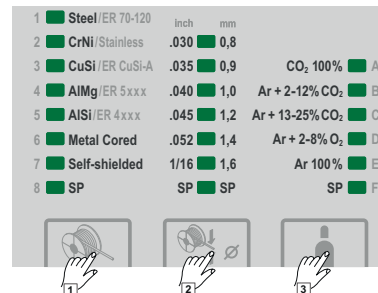 1 Steel/ER 70-120 inch mm
2 CrNi/Stainless .030 0,8
3 CuSi/ER CuSi-A .035 0,9 CO₂ 100% A
4 AlMg/ER 5xxx .040 1,0 Ar + 2-12% CO₂ B
5 AlSi/ER 4xxx .045 1,2 Ar + 13-25% CO₂ C
6 Metal Cored .052 1,4 Ar + 2-8% O₂ D
7 Self-shielded 1/16 1,6 Ar 100% E
8 SP SP SP SP F
Ø
1 2 3